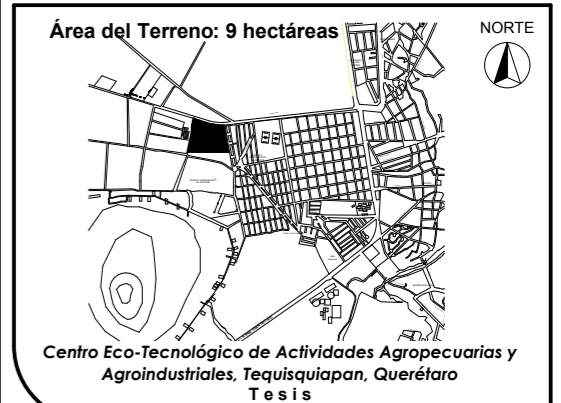 Área del Terreno: 9 hectáreas
NORTE
Centro Eco-Tecnológico de Actividades Agropecuarias y
Agroindustriales, Tequisquiapan, Querétaro
T e s i s